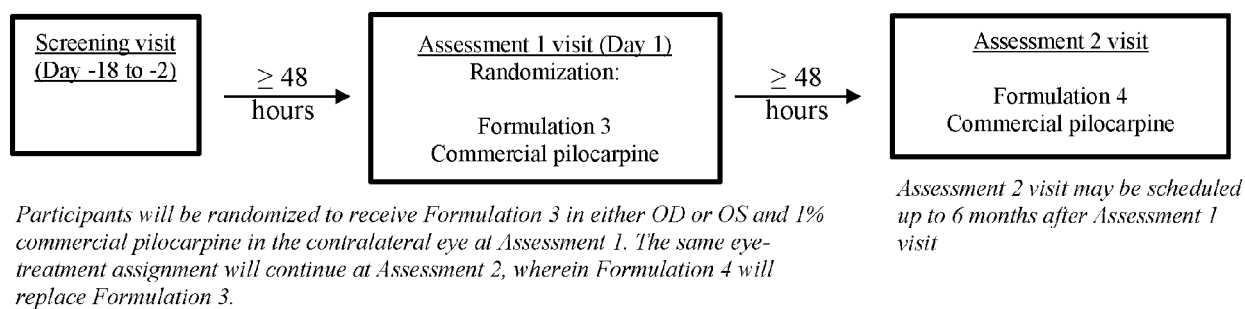 Screening visit
(Day -18 to -2)
≥ 48
hours
Assessment 1 visit (Day 1)
Randomization:
Formulation 3
Commercial pilocarpine
≥ 48
hours
Assessment 2 visit
Formulation 4
Commercial pilocarpine
Participants will be randomized to receive Formulation 3 in either OD or OS and 1%
commercial pilocarpine in the contralateral eye at Assessment 1. The same eye-
treatment assignment will continue at Assessment 2, wherein Formulation 4 will
replace Formulation 3.
Assessment 2 visit may be scheduled
up to 6 months after Assessment 1
visit